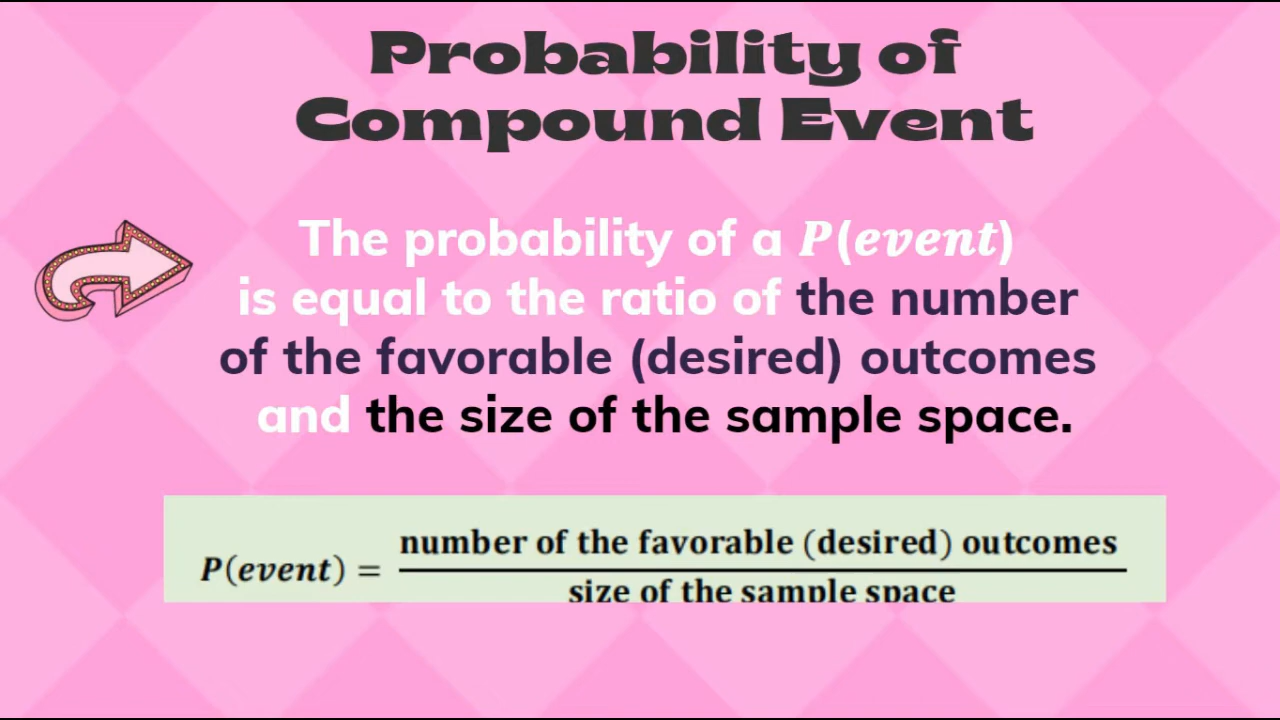 Probability of
Compound Event
The probability of a P(event)
is equal to the ratio of the number
of the favorable (desired) outcomes
and the size of the sample space.
number of the favorable (desired) outcomes
P(event) =
size of the sample space